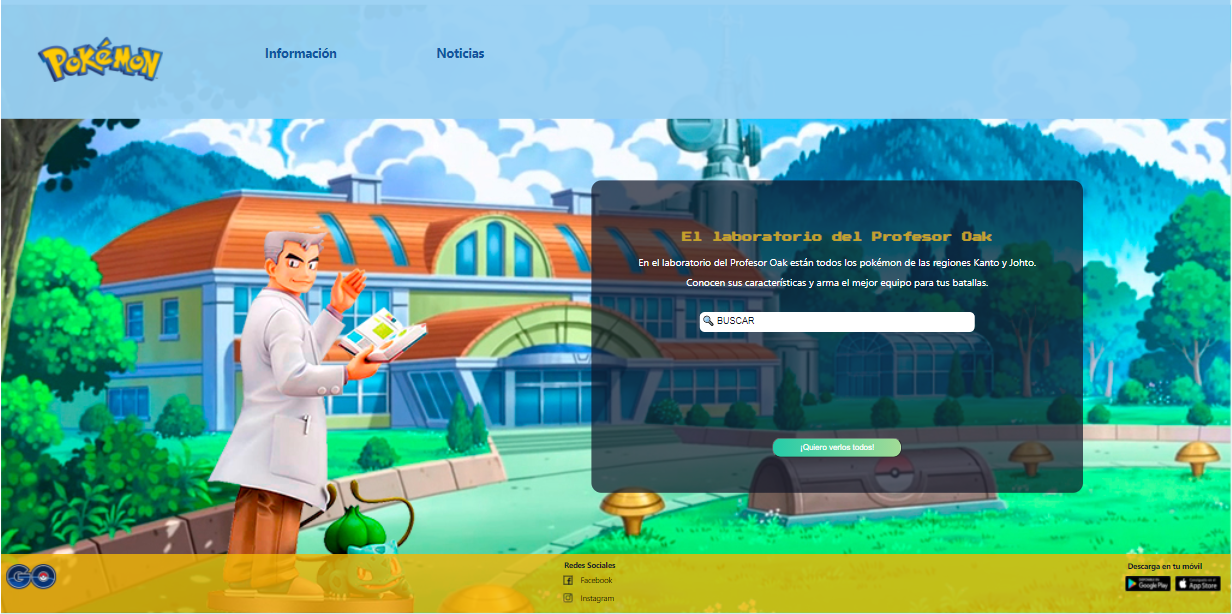 POKéMON
Información
Noticias
El laboratorio del Profesor Oak
En el laboratorio del Profesor Oak están todos los pokémon de las regiones Kanto y Johto.
Conocen sus características y arma el mejor equipo para tus batallas.
BUSCAR
¡Quiero verlos todos!
GO
Redes Sociales
Facebook
Instagram
Descarga en tu móvil
Google Play
App Store